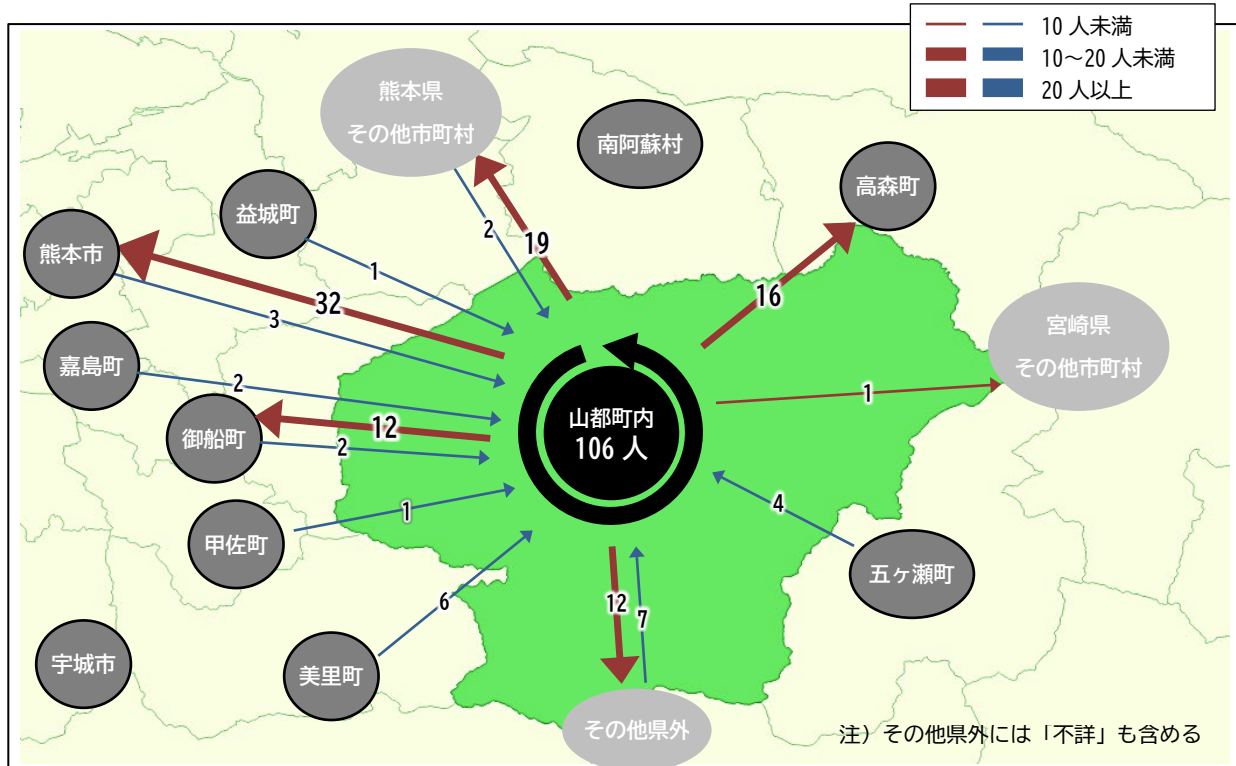 10 人未満
10～20 人未満
20 人以上
熊本県
その他市町村
南阿蘇村
高森町
益城町
熊本市
2
19
1
32
16
3
宮崎県
その他市町村
嘉島町
2
1
御船町
12
2
山都町内
106 人
甲佐町
1
4
五ヶ瀬町
6
12
7
宇城市
美里町
その他県外
注）その他県外には「不詳」も含める